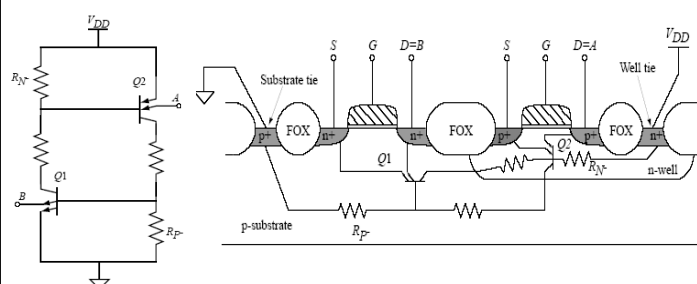 V_DD
R_N-
Q2
A
Q1
B
R_P-
S G D=B S G D=A V_DD
Substrate tie Well tie
p+ FOX n+ n+ FOX p+ p+ FOX n+
Q1 Q2
R_N- n-well
p-substrate R_P-